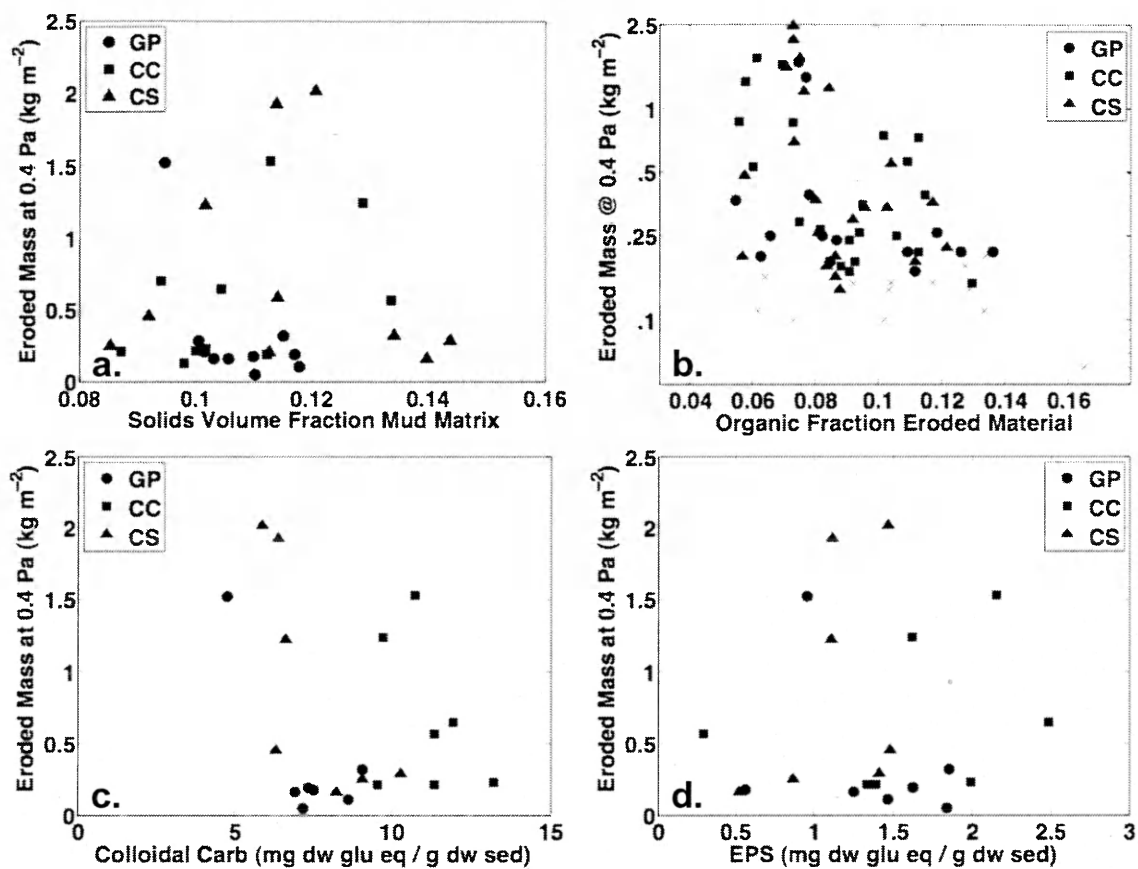 2.5
2
1.5
1
0.5
0
Eroded Mass at 0.4 Pa (kg m⁻²)
GP
CC
CS
a.
0.08 0.1 0.12 0.14 0.16
Solids Volume Fraction Mud Matrix
2.5
1
.5
.25
.1
Eroded Mass @ 0.4 Pa (kg m⁻²)
GP
CC
CS
b.
0.04 0.06 0.08 0.1 0.12 0.14 0.16
Organic Fraction Eroded Material
2.5
2
1.5
1
0.5
0
Eroded Mass at 0.4 Pa (kg m⁻²)
GP
CC
CS
c.
0 5 10 15
Colloidal Carb (mg dw glu eq / g dw sed)
2.5
2
1.5
1
0.5
0
Eroded Mass at 0.4 Pa (kg m⁻²)
GP
CC
CS
d.
0 0.5 1 1.5 2 2.5 3
EPS (mg dw glu eq / g dw sed)